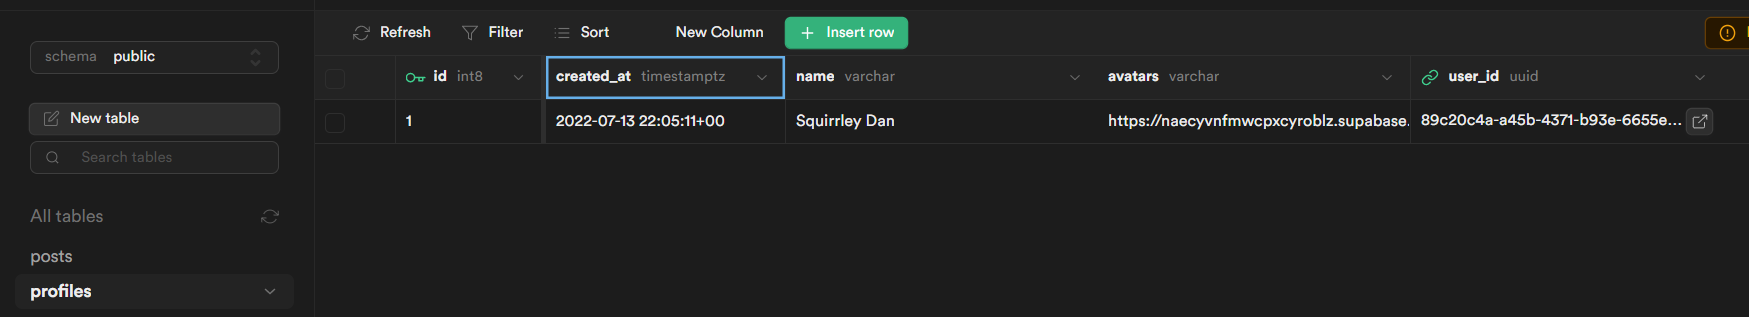 schema public
New table
Search tables
All tables
posts
profiles
Refresh Filter Sort New Column Insert row
id int8 created_at timestamptz name varchar avatars varchar user_id uuid
1 2022-07-13 22:05:11+00 Squirrley Dan https://naecyvnfmwcpxcyroblz.supabase. 89c20c4a-a45b-4371-b93e-6655e...